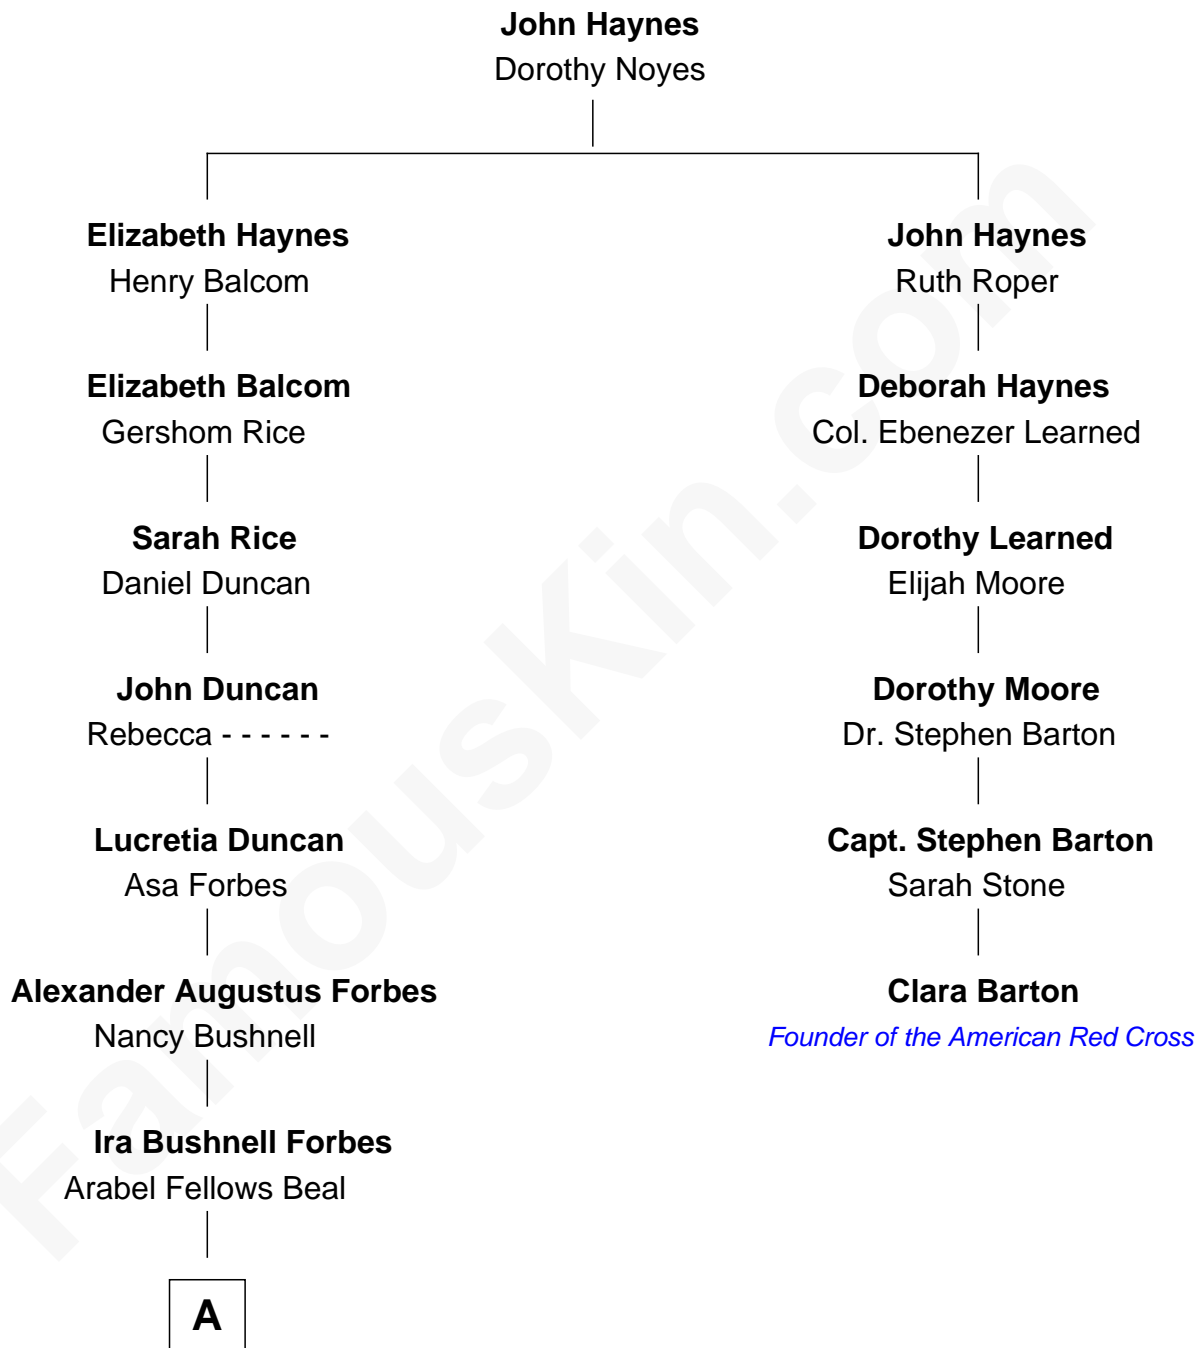 John Haynes
Dorothy Noyes
Elizabeth Haynes
Henry Balcom
John Haynes
Ruth Roper
Elizabeth Balcom
Gershom Rice
Deborah Haynes
Col. Ebenezer Learned
Sarah Rice
Daniel Duncan
Dorothy Learned
Elijah Moore
John Duncan
Rebecca - - - - - -
Dorothy Moore
Dr. Stephen Barton
Lucretia Duncan
Asa Forbes
Capt. Stephen Barton
Sarah Stone
Alexander Augustus Forbes
Nancy Bushnell
Clara Barton
Founder of the American Red Cross
Ira Bushnell Forbes
Arabel Fellows Beal
A
FamousKin.com